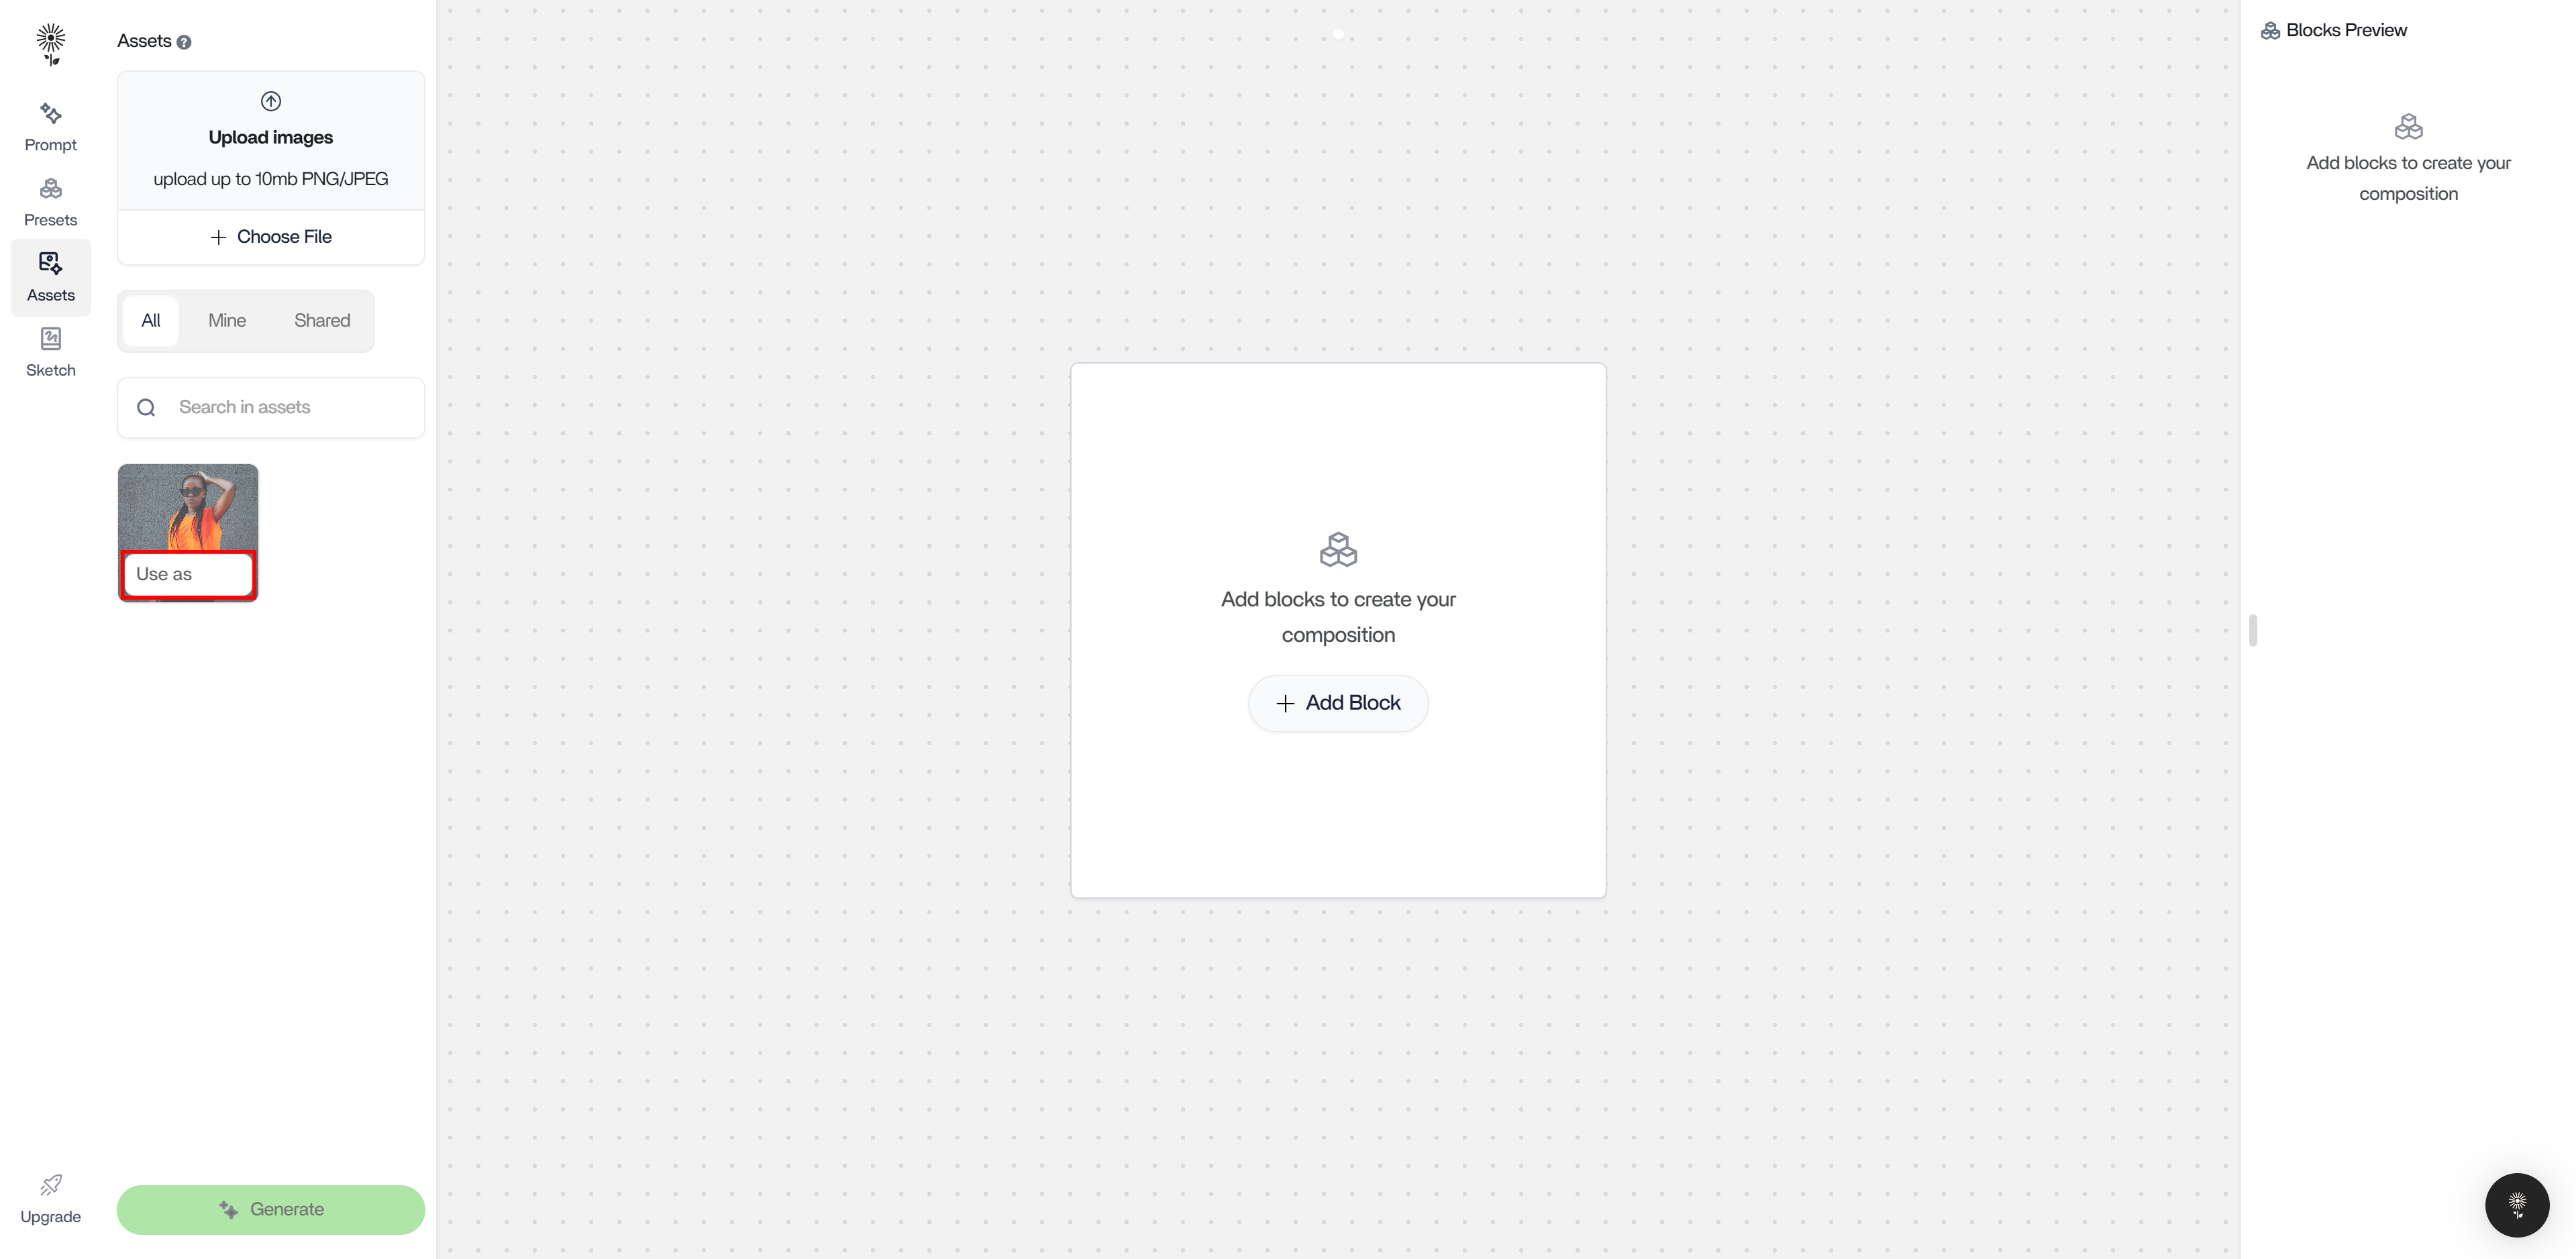 Assets
Upload images
upload up to 10mb PNG/JPEG
Choose File
All Mine Shared
Search in assets
Use as
Prompt
Presets
Assets
Sketch
Upgrade
Generate
Add blocks to create your
composition
Add Block
Blocks Preview
Add blocks to create your
composition